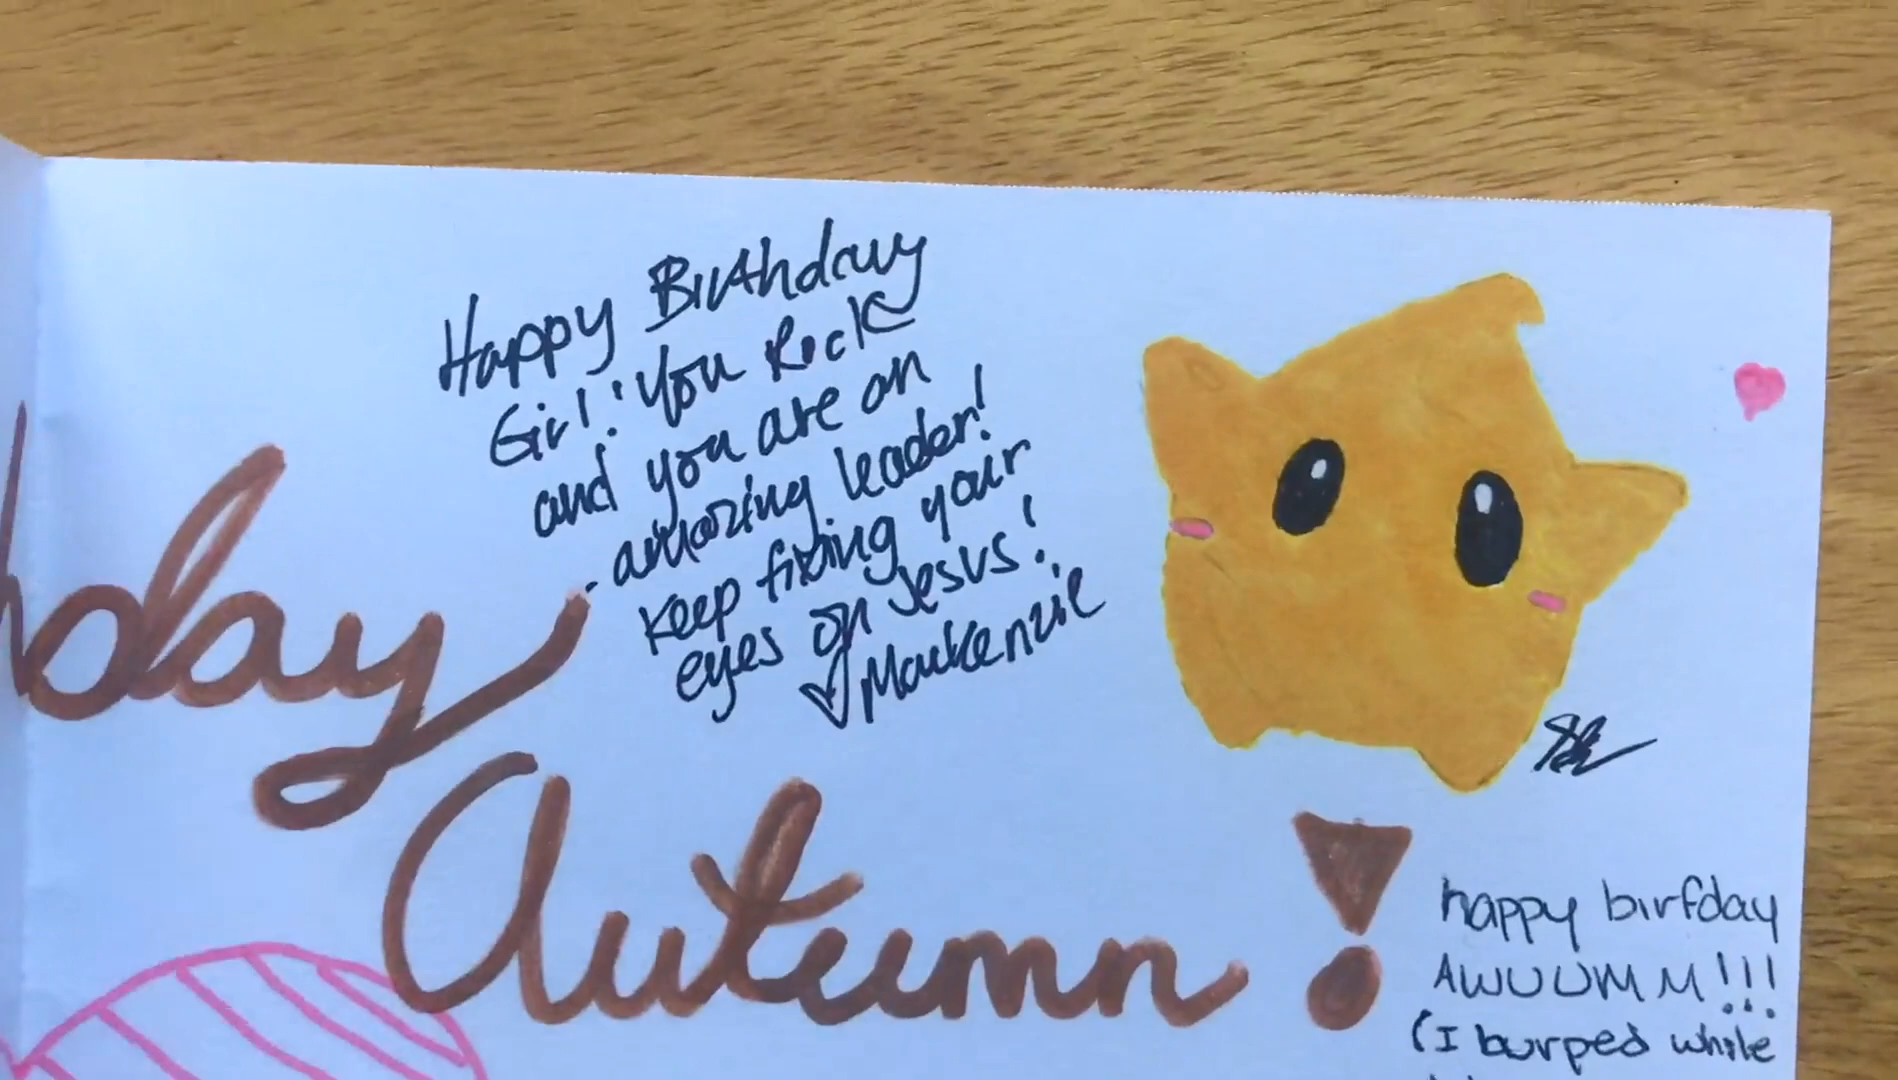 Happy Birthday
Girl! You Rock
and you are an
amazing leader!
Keep fixing your
eyes on Jesus!
Mackenzie
hday
Autumn!
happy birfday
AWUUUMM!!!
(I burped while